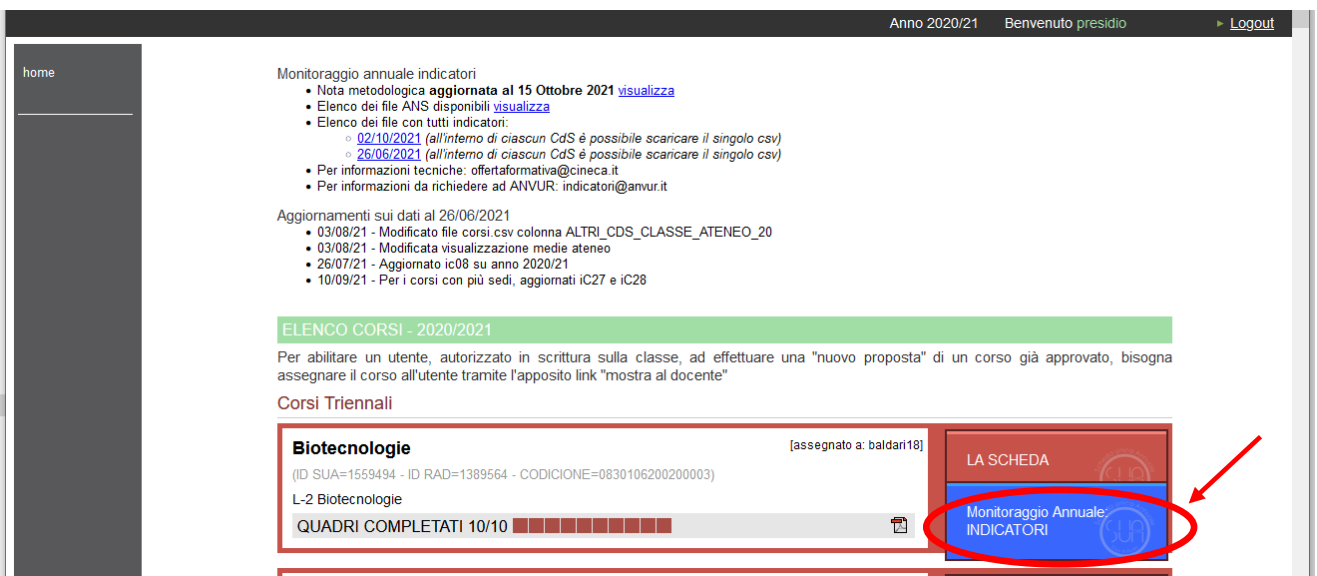 Anno 2020/21 Benvenuto presidio ► Logout
home
Monitoraggio annuale indicatori
• Nota metodologica aggiornata al 15 Ottobre 2021 visualizza
• Elenco dei file ANS disponibili visualizza
• Elenco dei file con tutti indicatori:
○ 02/10/2021 (all'interno di ciascun CdS è possibile scaricare il singolo csv)
○ 26/06/2021 (all'interno di ciascun CdS è possibile scaricare il singolo csv)
• Per informazioni tecniche: offertaformativa@cineca.it
• Per informazioni da richiedere ad ANVUR: indicatori@anvur.it
Aggiornamenti sui dati al 26/06/2021
• 03/08/21 - Modificato file corsi.csv colonna ALTRI_CDS_CLASSE_ATENEO_20
• 03/08/21 - Modificata visualizzazione medie ateneo
• 26/07/21 - Aggiornato ic08 su anno 2020/21
• 10/09/21 - Per i corsi con più sedi, aggiornati iC27 e iC28
ELENCO CORSI - 2020/2021
Per abilitare un utente, autorizzato in scrittura sulla classe, ad effettuare una "nuovo proposta" di un corso già approvato, bisogna
assegnare il corso all'utente tramite l'apposito link "mostra al docente"
Corsi Triennali
Biotecnologie [assegnato a: baldari18]
(ID SUA=1559494 - ID RAD=1389564 - CODICIONE=0830106200200003)
L-2 Biotecnologie
QUADRI COMPLETATI 10/10
LA SCHEDA
SUA
Monitoraggio Annuale:
INDICATORI
SUA